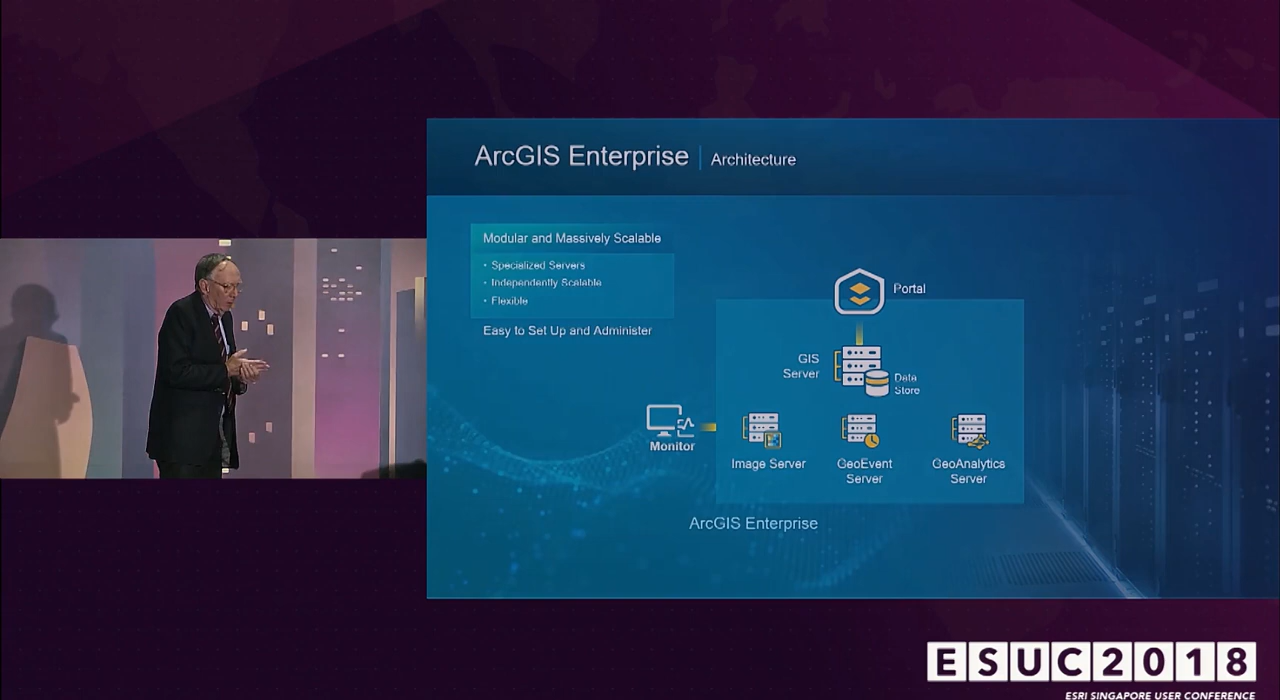 ArcGIS Enterprise | Architecture
Modular and Massively Scalable
• Specialized Servers
• Independently Scalable
• Flexible
Easy to Set Up and Administer
Portal
GIS
Server
Data
Store
Monitor
Image Server
GeoEvent
Server
GeoAnalytics
Server
ArcGIS Enterprise
ESUC2018
ESRI SINGAPORE USER CONFERENCE